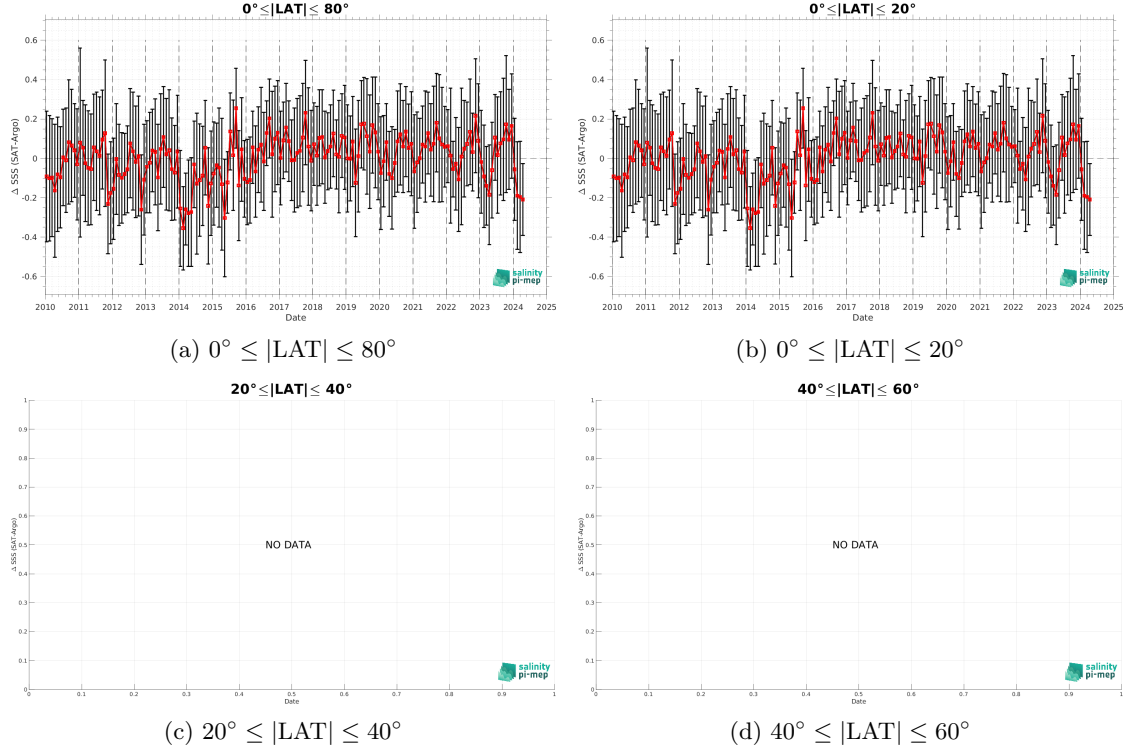 0°≤|LAT|≤ 80°
Δ SSS (SAT-Argo)
0.6
0.4
0.2
0
-0.2
-0.4
-0.6
2010 2011 2012 2013 2014 2015 2016 2017 2018 2019 2020 2021 2022 2023 2024 2025
Date
salinity
pi-mep
(a) 0° ≤ |LAT| ≤ 80°
0°≤|LAT|≤ 20°
Δ SSS (SAT-Argo)
0.6
0.4
0.2
0
-0.2
-0.4
-0.6
2010 2011 2012 2013 2014 2015 2016 2017 2018 2019 2020 2021 2022 2023 2024 2025
Date
salinity
pi-mep
(b) 0° ≤ |LAT| ≤ 20°
20°≤|LAT|≤ 40°
Δ SSS (SAT-Argo)
1
0.9
0.8
0.7
0.6
0.5
0.4
0.3
0.2
0.1
0
NO DATA
0 0.1 0.2 0.3 0.4 0.5 0.6 0.7 0.8 0.9 1
Date
salinity
pi-mep
(c) 20° ≤ |LAT| ≤ 40°
40°≤|LAT|≤ 60°
Δ SSS (SAT-Argo)
1
0.9
0.8
0.7
0.6
0.5
0.4
0.3
0.2
0.1
0
NO DATA
0 0.1 0.2 0.3 0.4 0.5 0.6 0.7 0.8 0.9 1
Date
salinity
pi-mep
(d) 40° ≤ |LAT| ≤ 60°